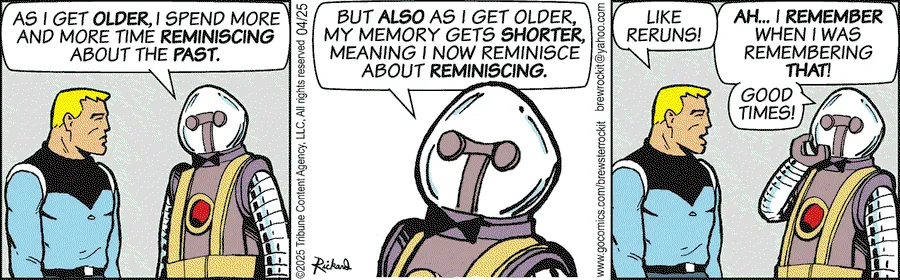 AS I GET OLDER, I SPEND MORE
AND MORE TIME REMINISCING
ABOUT THE PAST.
©2025 Tribune Content Agency, LLC, All rights reserved 04/25
BUT ALSO AS I GET OLDER,
MY MEMORY GETS SHORTER,
MEANING I NOW REMINISCE
ABOUT REMINISCING.
Rickard
www.gocomics.com/brewsterrockit brewrockit@yahoo.com
LIKE
RERUNS!
AH... I REMEMBER
WHEN I WAS
REMEMBERING
THAT!
GOOD
TIMES!